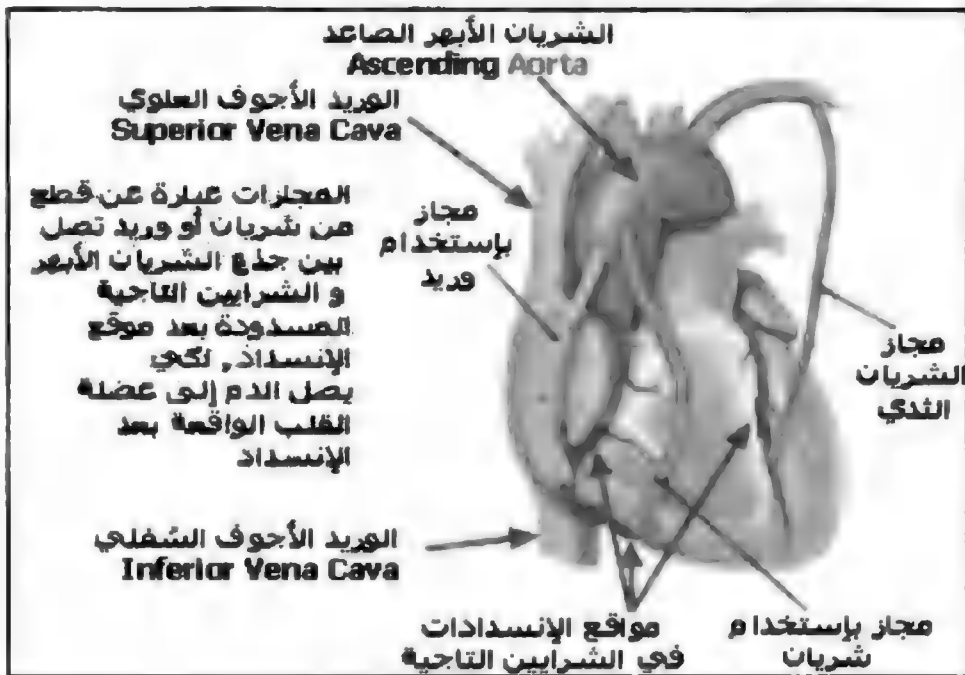 الشريان الأبهر الصاعد
Ascending Aorta
الوريد الأجوف العلوي
Superior Vena Cava
المجازات عبارة عن قطع
من شريان أو وريد تصل
بين جذع الشريان الأبهر
و الشرايين التاجية
المسدودة بعد موقع
الإنسداد, لكي
يصل الدم إلى عضلة
القلب الواقعة بعد
الإنسداد
مجاز
بإستخدام
وريد
مجاز
الشريان
الثدي
الوريد الأجوف السّفلي
Inferior Vena Cava
مجاز بإستخدام
شريان
مواقع الإنسدادات
في الشرايين التاجية